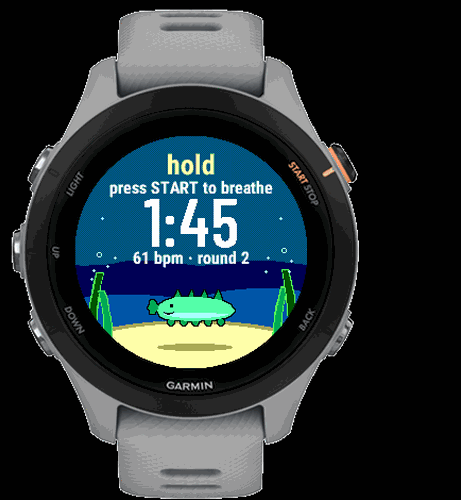 hold
press START to breathe
1:45
61 bpm · round 2
LIGHT
START STOP
UP
DOWN
BACK
GARMIN